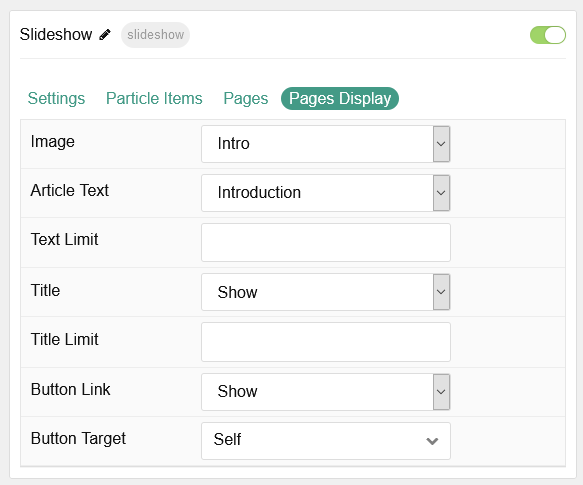 Slideshow slideshow
Settings Particle Items Pages Pages Display
Image Intro
Article Text Introduction
Text Limit
Title Show
Title Limit
Button Link Show
Button Target Self